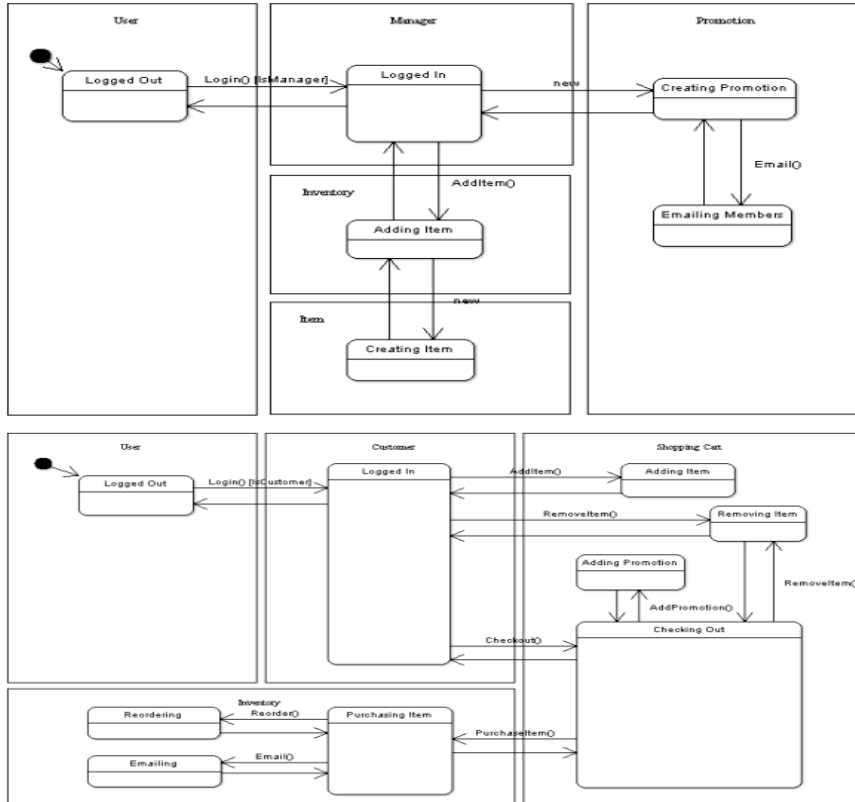 User
Manager
Promotion
Logged Out
Login() [IsManager]
Logged In
new
Creating Promotion
Email()
AddItem()
Inventory
Adding Item
Emailing Members
new
Item
Creating Item
User
Customer
Shopping Cart
Logged Out
Login() [IsCustomer]
Logged In
AddItem()
Adding Item
RemoveItem()
Removing Item
Adding Promotion
RemoveItem()
AddPromotion()
Checkout()
Checking Out
Inventory
Reordering
Reorder()
Purchasing Item
PurchaseItem()
Emailing
Email()